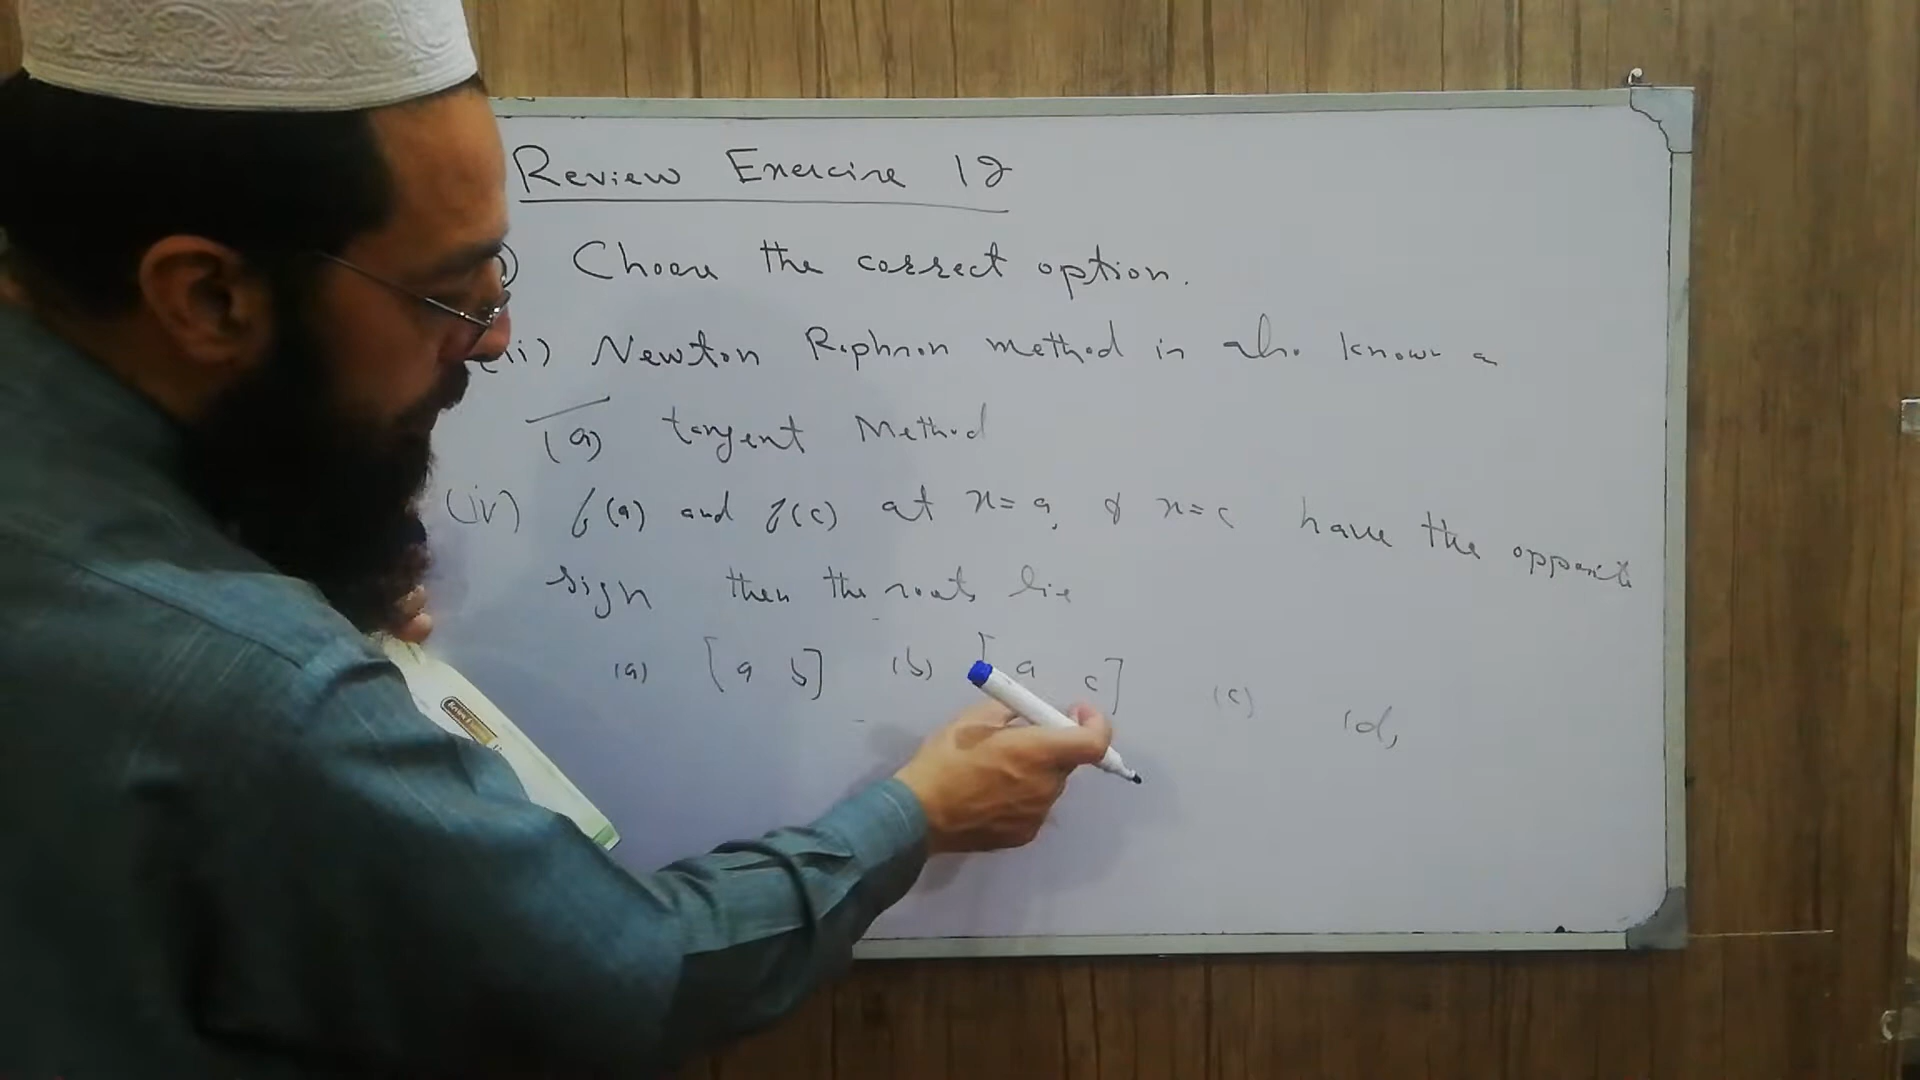 Review Exercise 12
) Choose the correct option.
(iii) Newton Raphson method is also known a
(a) tangent Method
(iv) f(a) and f(c) at x=a, & x=c have the opposite
sign then the roots lie
(a) [a b] (b) [a c] (c) (d)